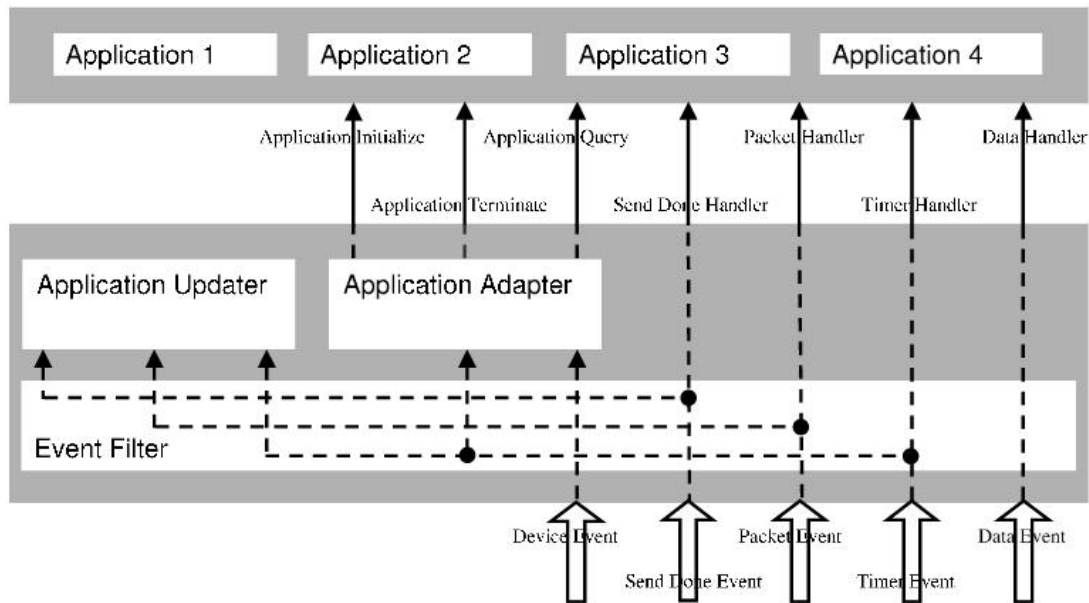 Application 1
Application 2
Application 3
Application 4
Application Initialize
Application Query
Packet Handler
Data Handler
Application Terminate
Send Done Handler
Timer Handler
Application Updater
Application Adapter
Event Filter
Device Event
Packet Event
Data Event
Send Done Event
Timer Event